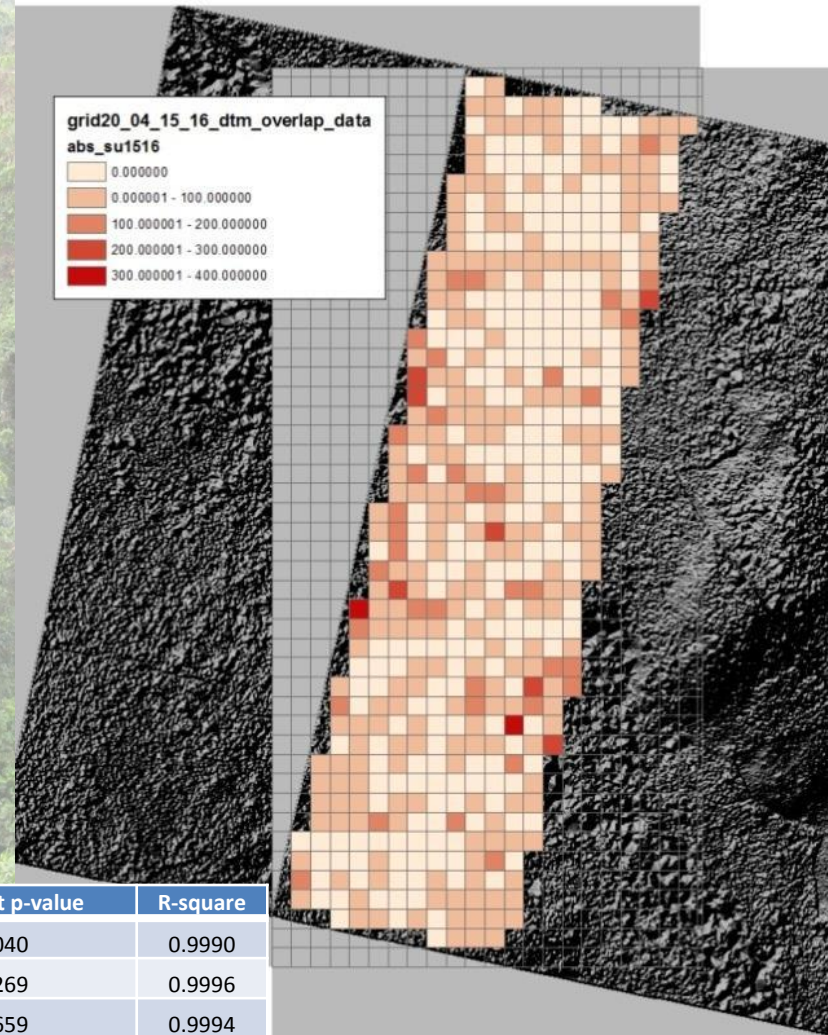 grid20_04_15_16_dtm_overlap_data
abs_su1516
0.000000
0.000001 - 100.000000
100.000001 - 200.000000
200.000001 - 300.000000
300.000001 - 400.000000
p-value R-square
0.9990
0.9996
0.9994